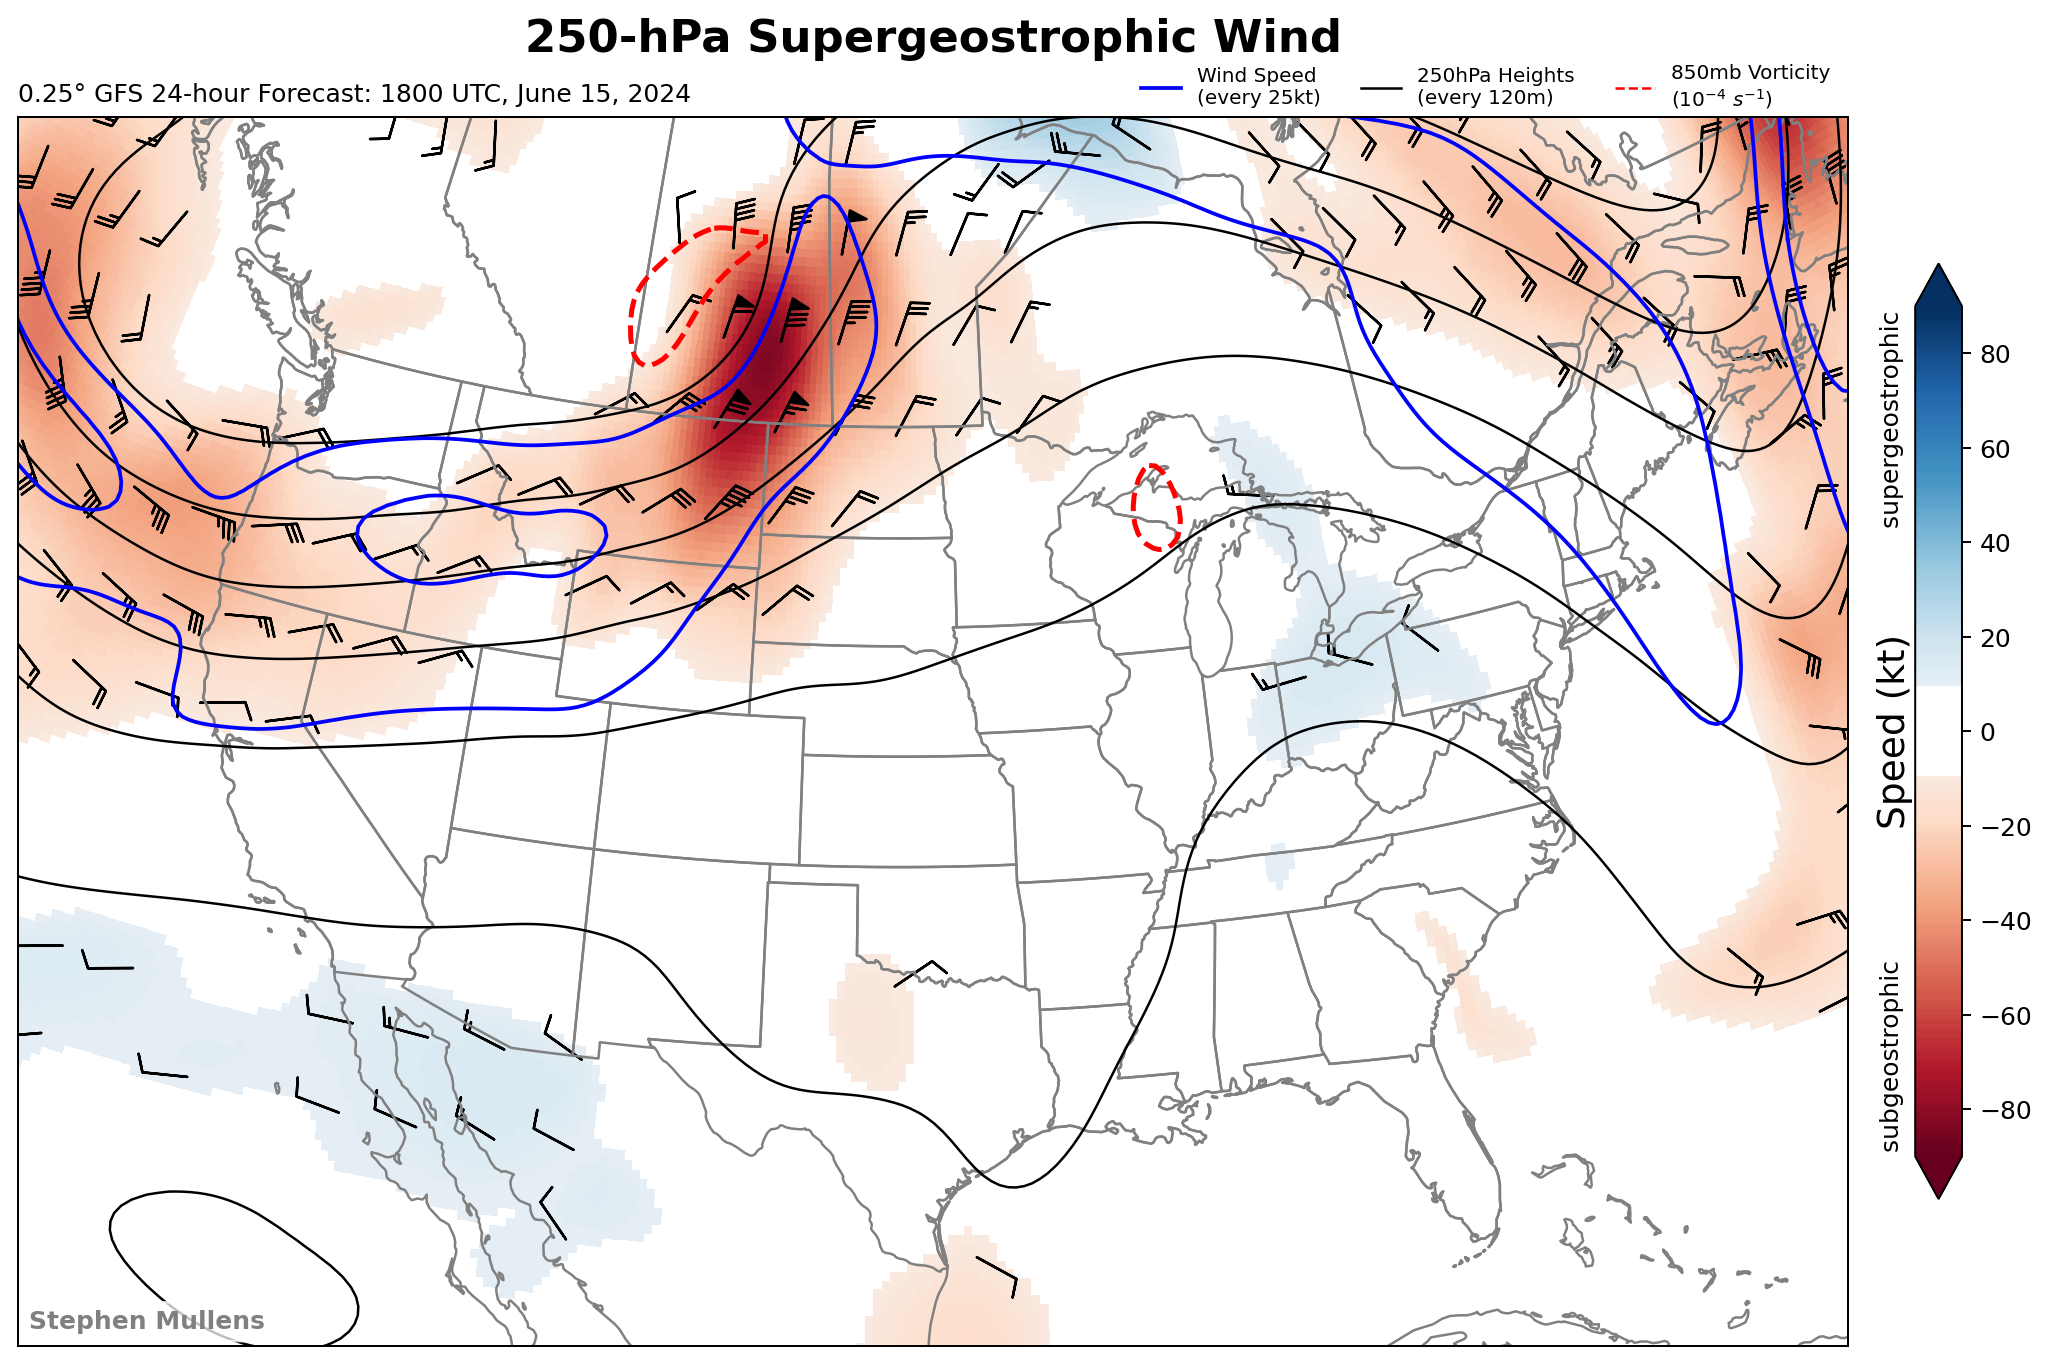 250-hPa Supergeostrophic Wind
0.25° GFS 24-hour Forecast: 1800 UTC, June 15, 2024
Wind Speed
(every 25kt)
250hPa Heights
(every 120m)
850mb Vorticity
(10⁻⁴ s⁻¹)
supergeostrophic
Speed (kt)
subgeostrophic
80
60
40
20
0
−20
−40
−60
−80
Stephen Mullens